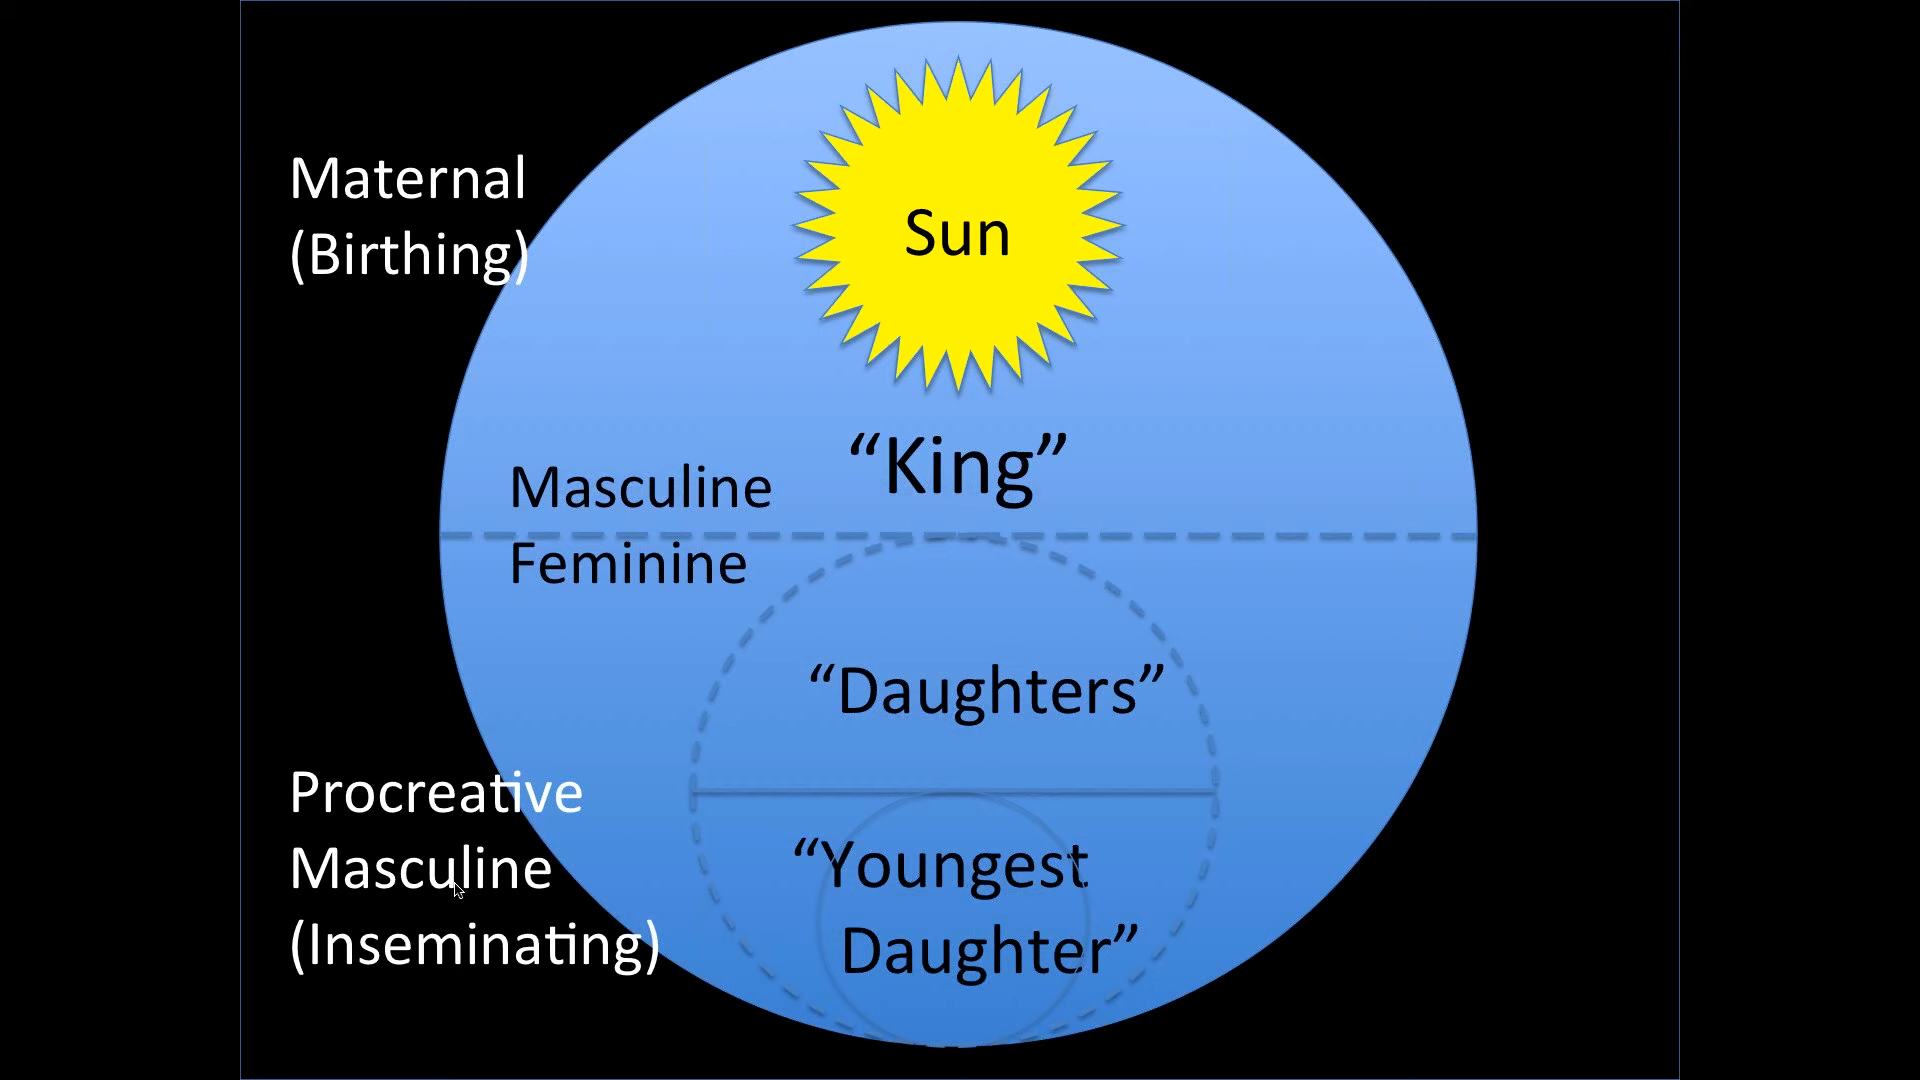 Maternal
(Birthing)
Sun
“King”
Masculine
Feminine
“Daughters”
Procreative
Masculine
(Inseminating)
“Youngest
Daughter”